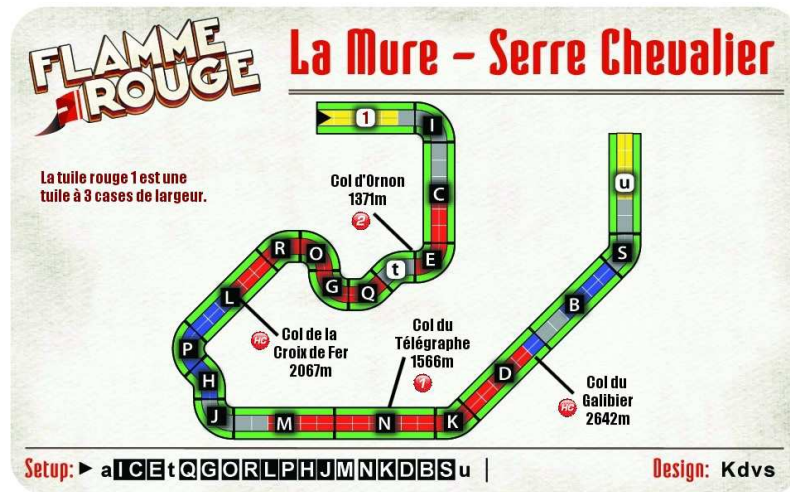 FLAMME
ROUGE
La Mure – Serre Chevalier
La tuile rouge 1 est une
tuile à 3 cases de largeur.
1
I
C
E
t
Q
G
O
R
L
P
H
J
M
N
K
D
B
S
u
Col d'Ornon
1371m
2
Col de la
Croix de Fer
2067m
HC
Col du
Télégraphe
1566m
1
Col du
Galibier
2642m
HC
Setup: ► aICEtQGORLPHJMNKDBSu |
Design: Kdvs